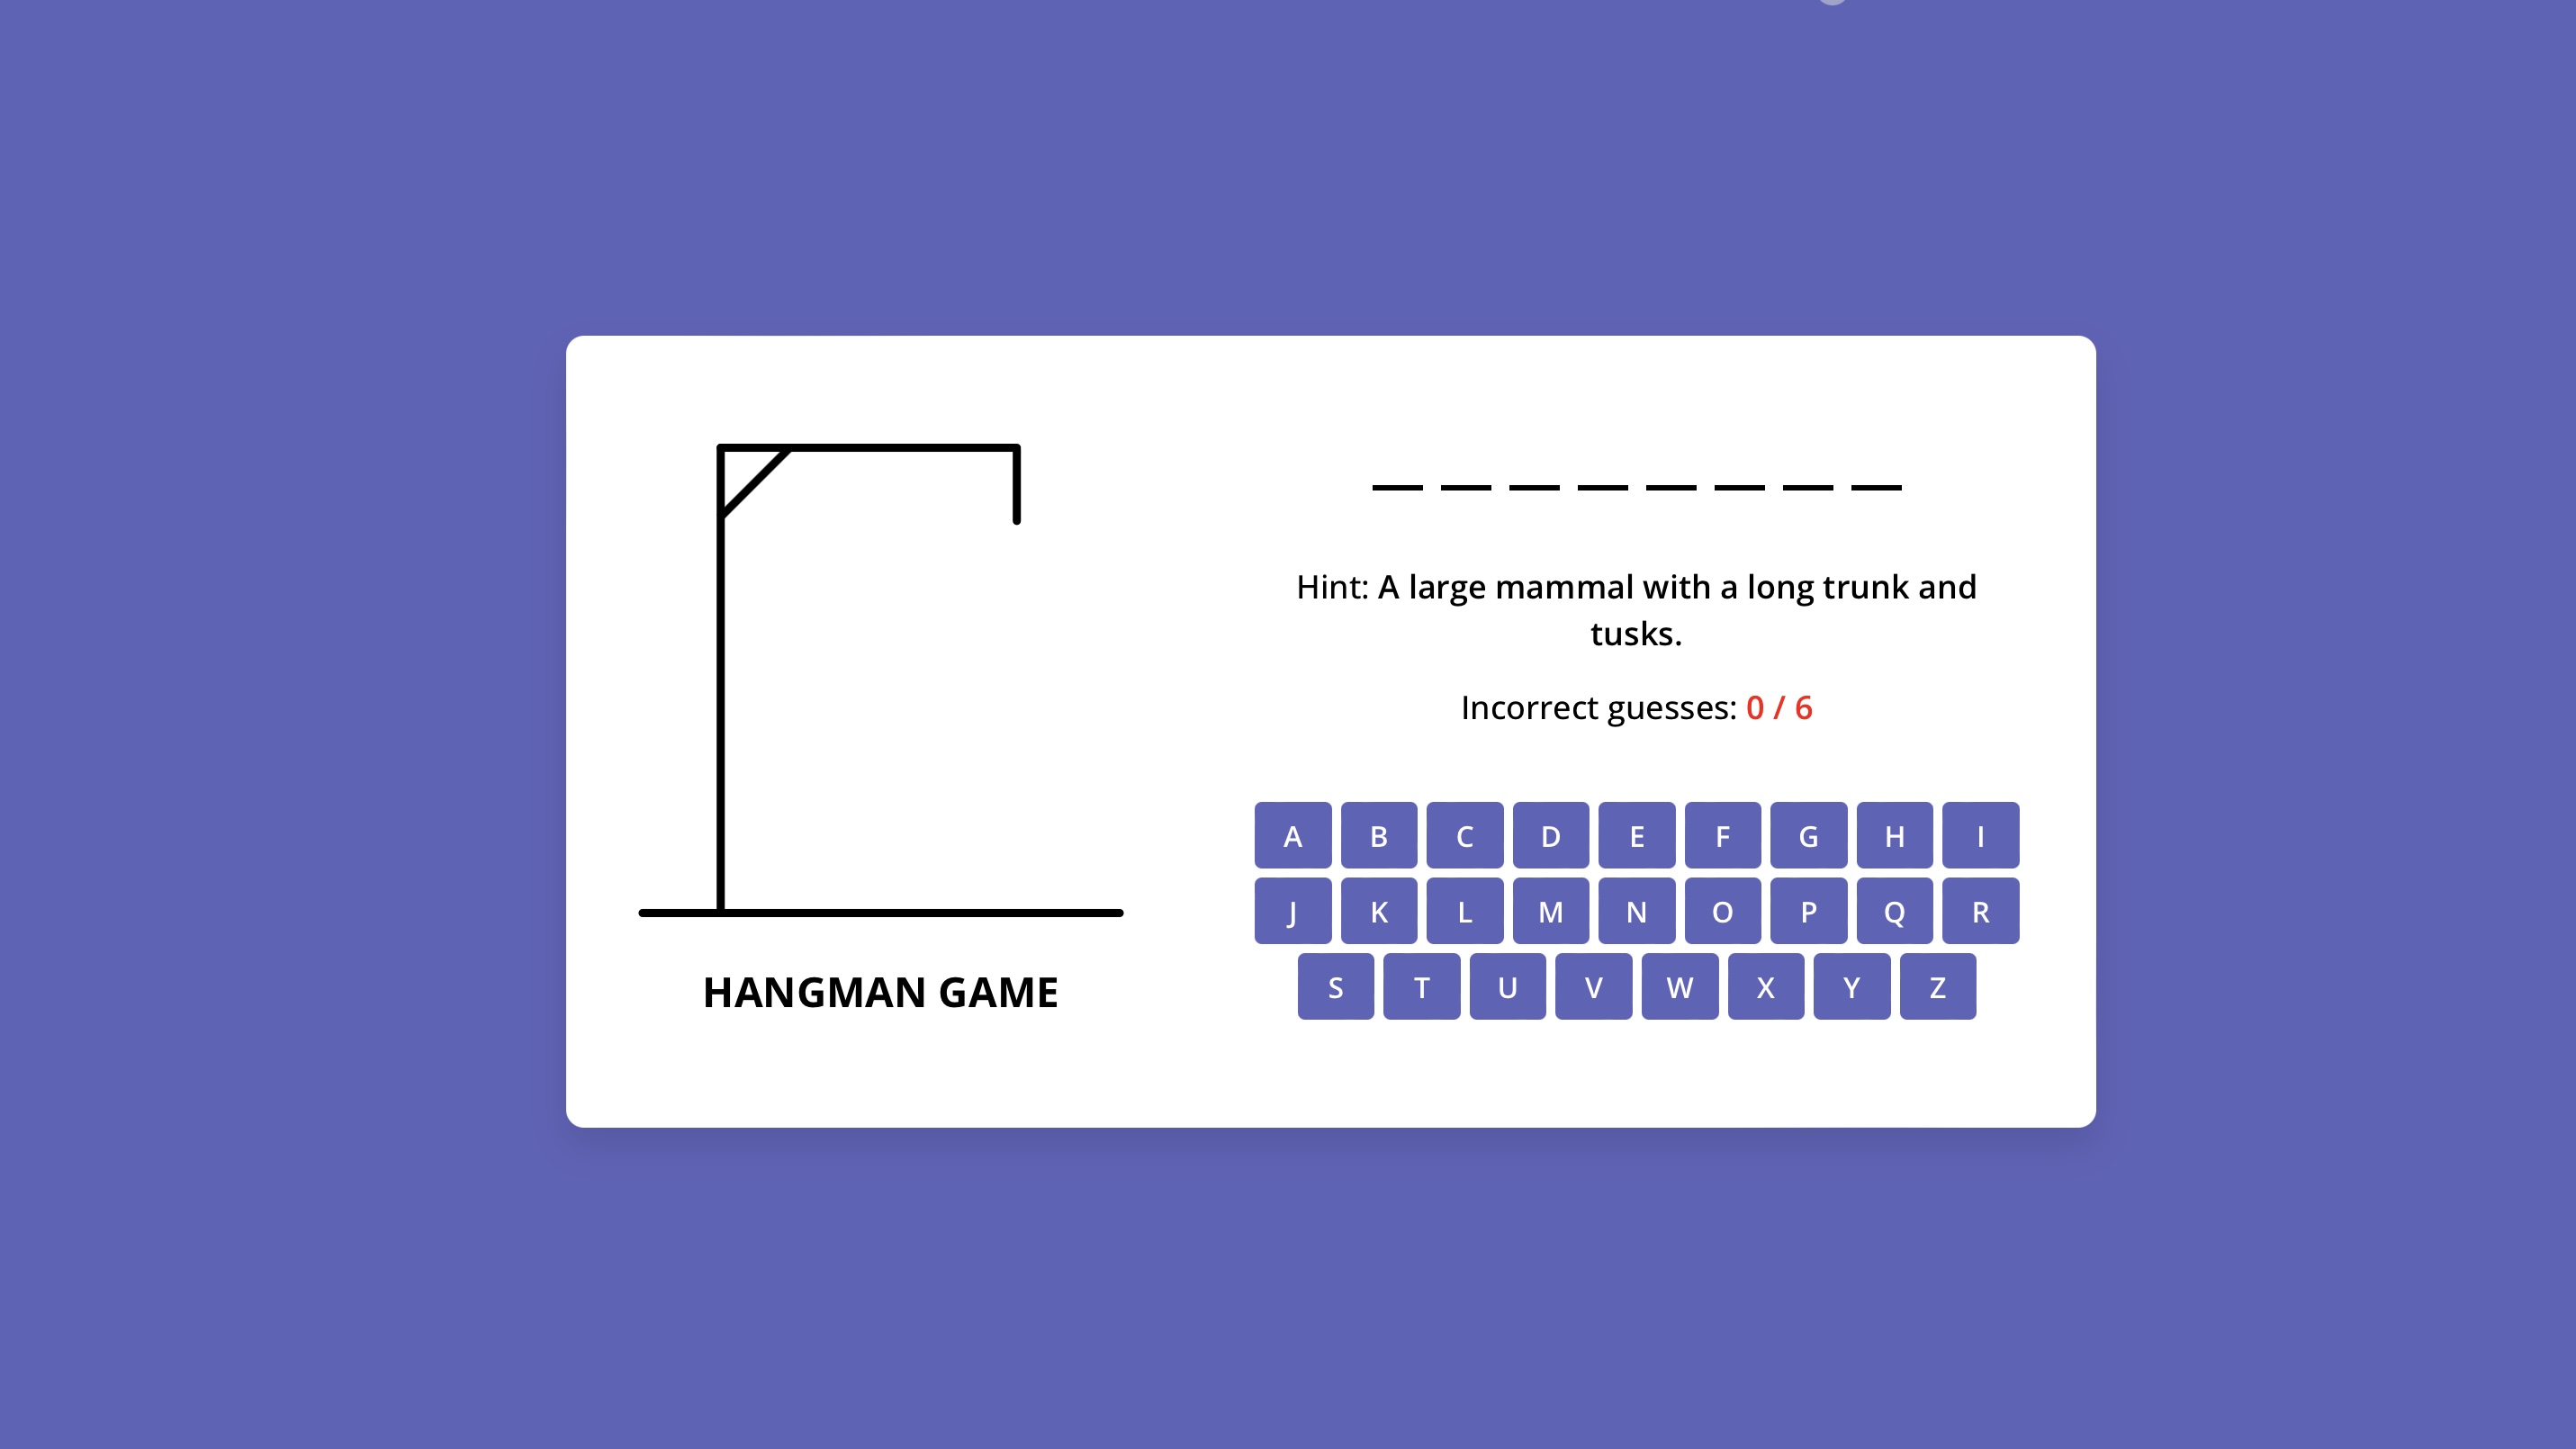 Hint: A large mammal with a long trunk and
tusks.
Incorrect guesses: 0 / 6
A B C D E F G H I
J K L M N O P Q R
S T U V W X Y Z
HANGMAN GAME